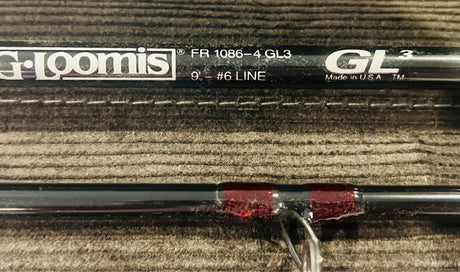 G·Loomis® FR 1086-4 GL3 GL³
9' - #6 LINE Made in U.S.A. TM